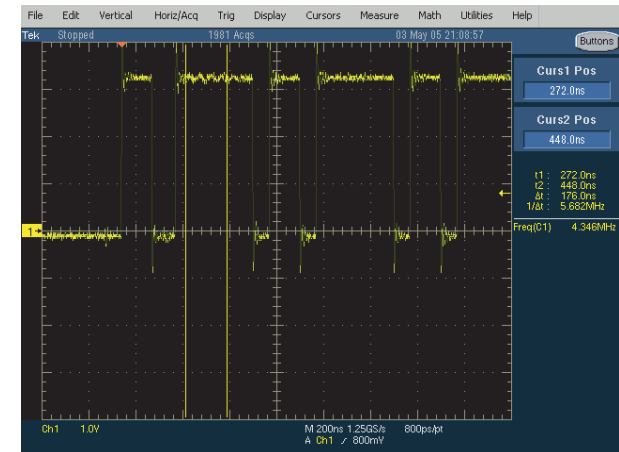 File Edit Vertical Horiz/Acq Trig Display Cursors Measure Math Utilities Help
Tek Stopped 1981 Acqs 03 May 05 21:08:57
Buttons
Curs1 Pos
272.0ns
Curs2 Pos
448.0ns
t1 : 272.0ns
t2 : 448.0ns
Δt : 176.0ns
1/Δt : 5.682MHz
1
Freq(C1) 4.346MHz
Ch1 1.0V M 200ns 1.25GS/s 800ps/pt
A Ch1 ⁄ 800mV